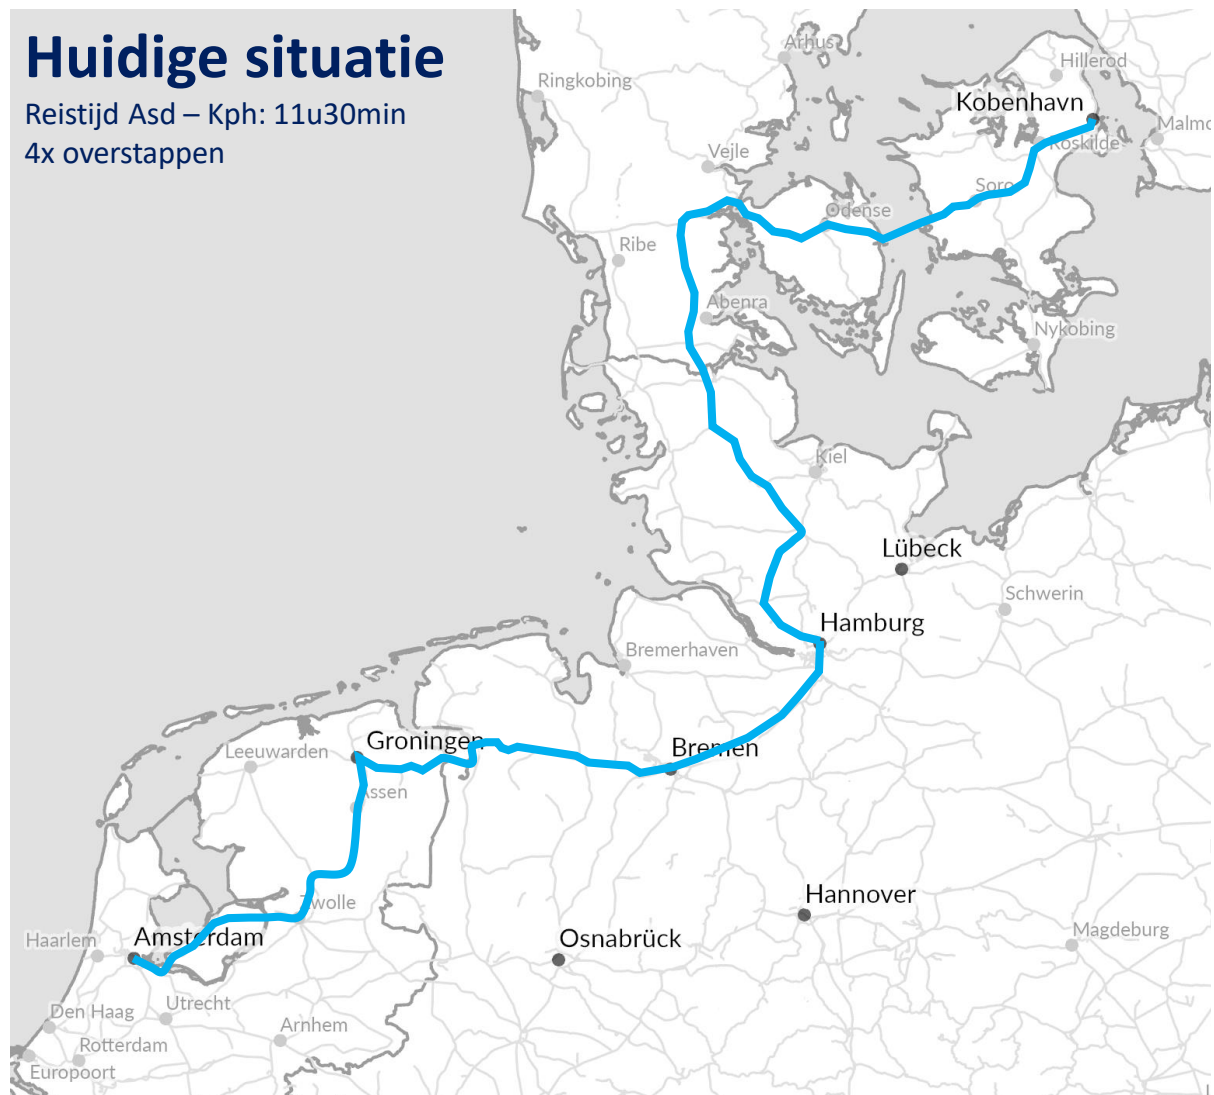 Huidige situatie
Reistijd Asd – Kph: 11u30min
4x overstappen
Arhus
Hillerod
Ringkobing
Kobenhavn
Malmo
Roskilde
Vejle
Soro
Odense
Ribe
Abenra
Nykobing
Kiel
Lübeck
Schwerin
Hamburg
Bremerhaven
Groningen
Leeuwarden
Bremen
Assen
Hannover
Zwolle
Magdeburg
Haarlem
Amsterdam
Osnabrück
Utrecht
Den Haag
Arnhem
Rotterdam
Europoort